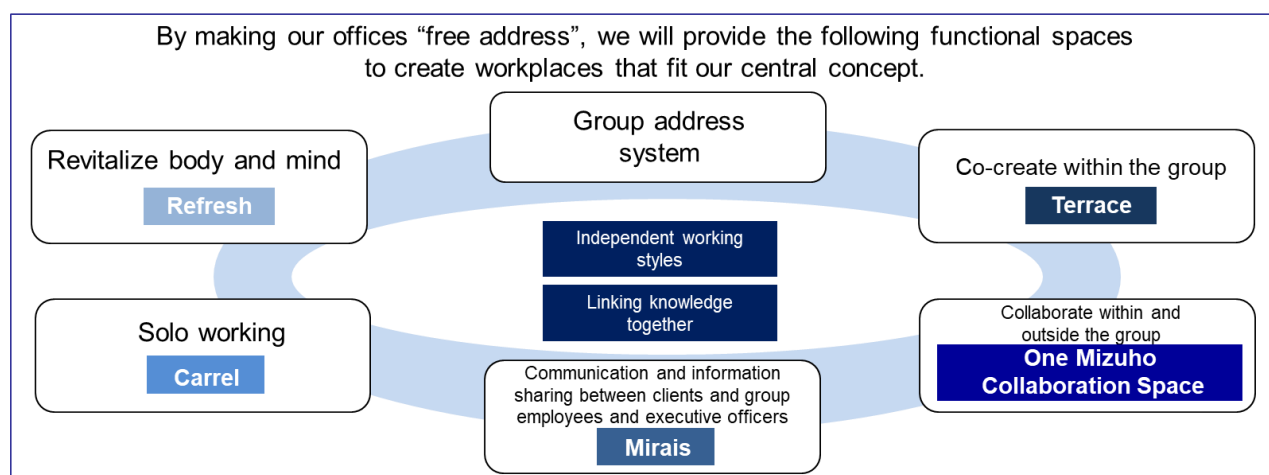 By making our offices “free address”, we will provide the following functional spaces
to create workplaces that fit our central concept.
Group address
system
Revitalize body and mind
Refresh
Co-create within the group
Terrace
Independent working
styles
Linking knowledge
together
Solo working
Carrel
Collaborate within and
outside the group
One Mizuho
Collaboration Space
Communication and information
sharing between clients and group
employees and executive officers
Mirais